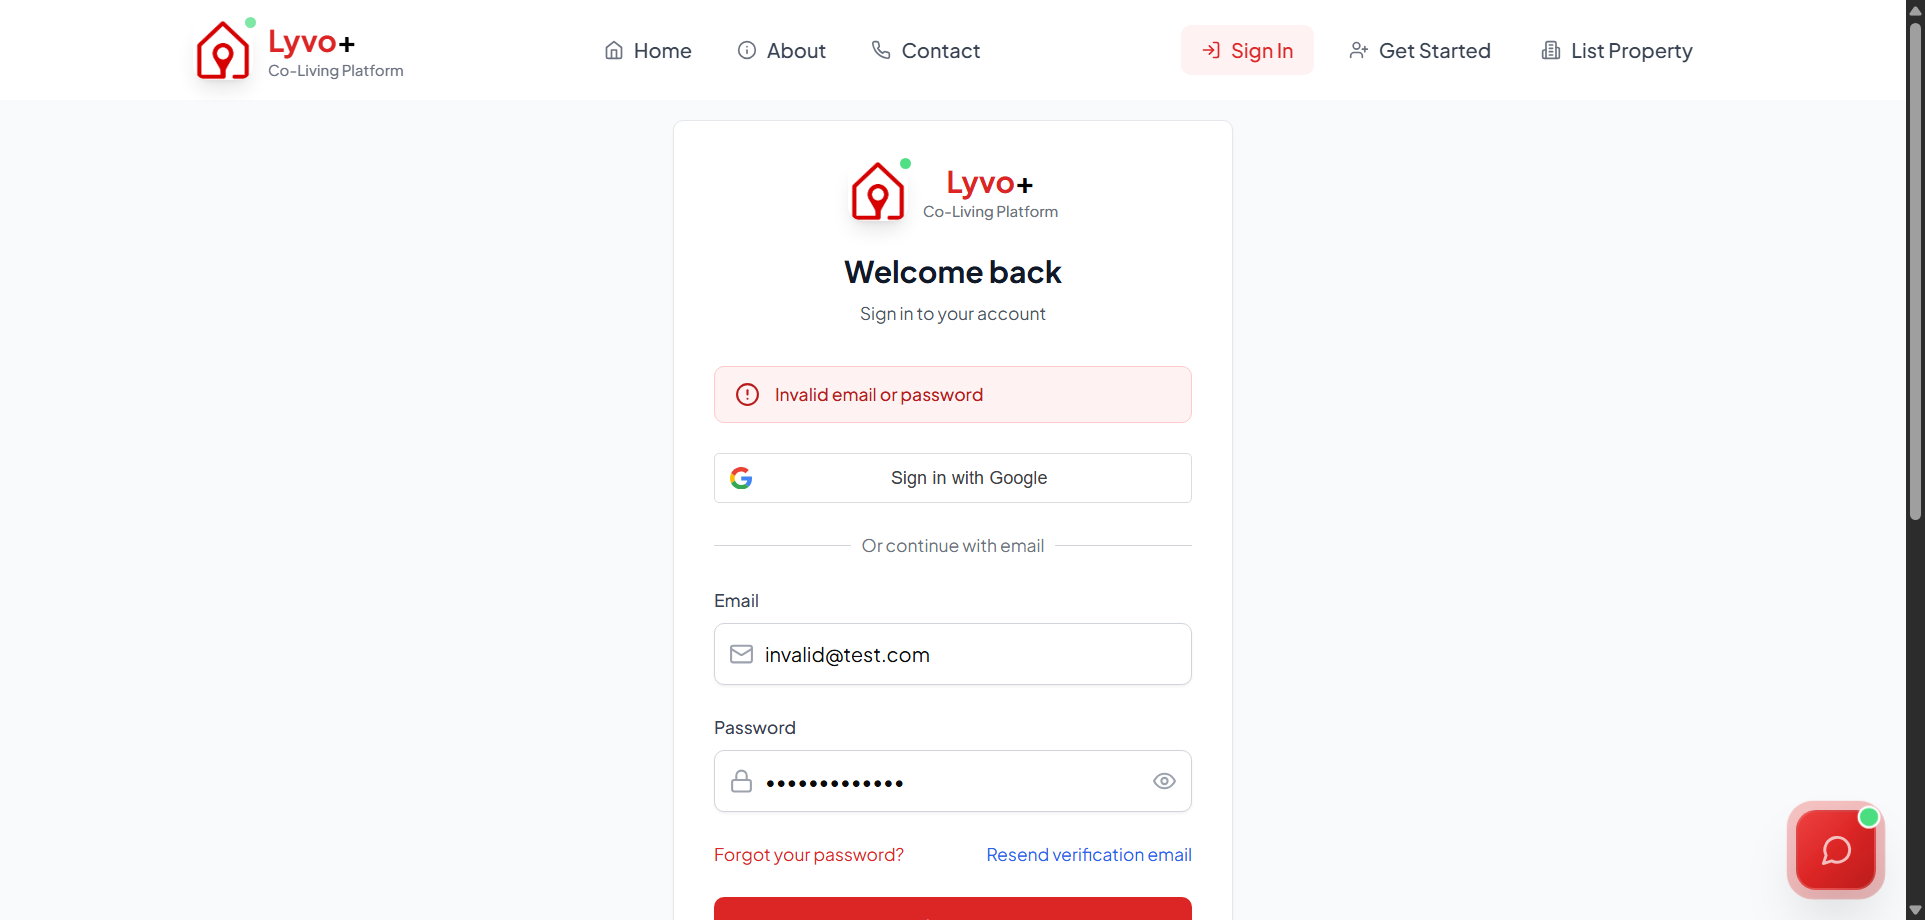 Lyvo+
Co-Living Platform
Home
About
Contact
Sign In
Get Started
List Property
Lyvo+
Co-Living Platform
Welcome back
Sign in to your account
Invalid email or password
Sign in with Google
Or continue with email
Email
invalid@test.com
Password
•••••••••••••
Forgot your password?
Resend verification email